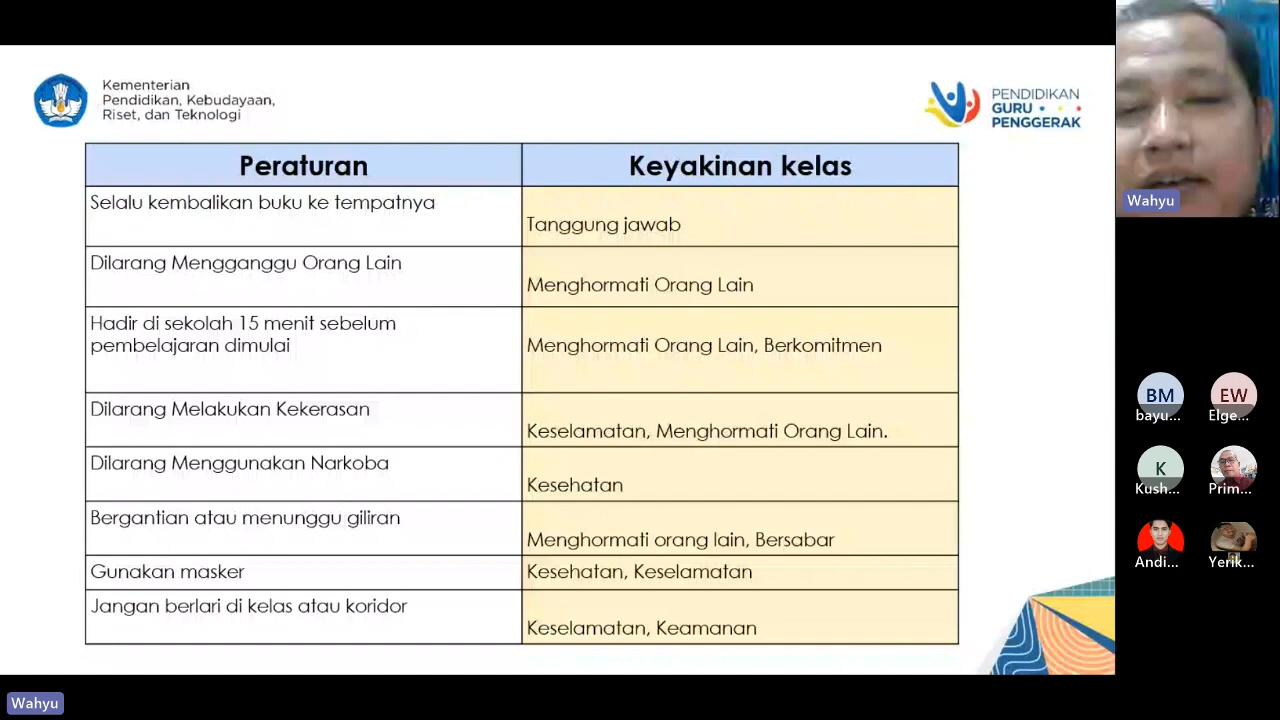 Kementerian
Pendidikan, Kebudayaan,
Riset, dan Teknologi
PENDIDIKAN
GURU
PENGGERAK
Peraturan
Keyakinan kelas
Selalu kembalikan buku ke tempatnya
Tanggung jawab
Dilarang Mengganggu Orang Lain
Menghormati Orang Lain
Hadir di sekolah 15 menit sebelum
pembelajaran dimulai
Menghormati Orang Lain, Berkomitmen
Dilarang Melakukan Kekerasan
Keselamatan, Menghormati Orang Lain.
Dilarang Menggunakan Narkoba
Kesehatan
Bergantian atau menunggu giliran
Menghormati orang lain, Bersabar
Gunakan masker
Kesehatan, Keselamatan
Jangan berlari di kelas atau koridor
Keselamatan, Keamanan
Wahyu
BM
bayu...
EW
Elge...
K
Kush...
Prim...
Andi...
Yerik...
Wahyu